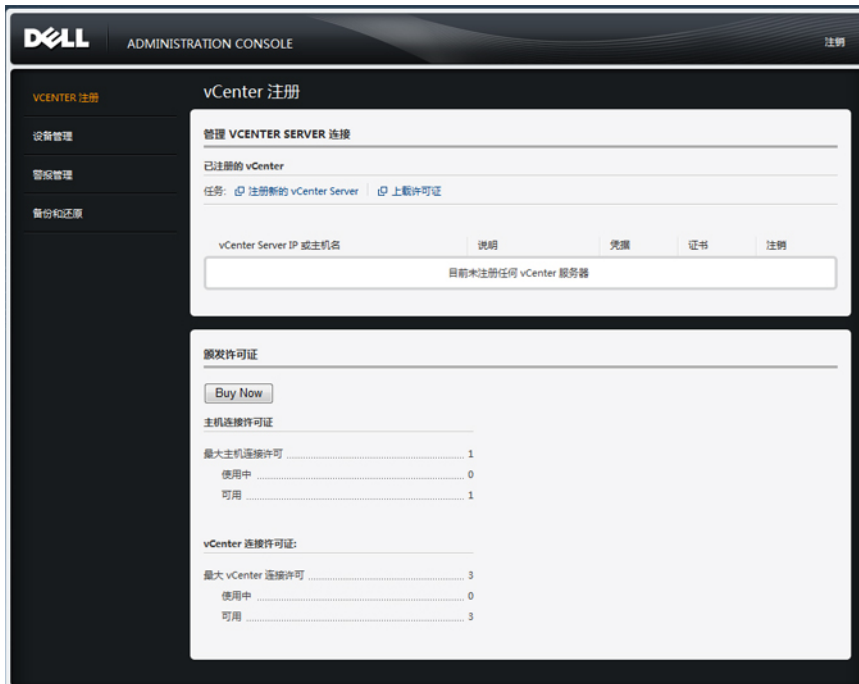 DELL
ADMINISTRATION CONSOLE
注销
VCENTER 注册
设备管理
警报管理
备份和还原
vCenter 注册
管理 VCENTER SERVER 连接
已注册的 vCenter
任务: 注册新的 vCenter Server 上载许可证
vCenter Server IP 或主机名 说明 凭据 证书 注销
目前未注册任何 vCenter 服务器
颁发许可证
Buy Now
主机连接许可证
最大主机连接许可 1
使用中 0
可用 1
vCenter 连接许可证:
最大 vCenter 连接许可 3
使用中 0
可用 3